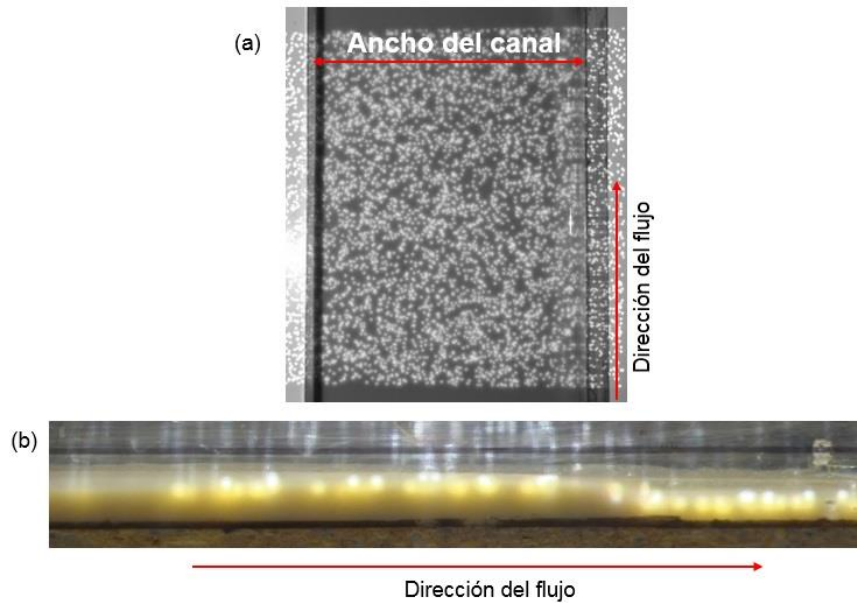 (a)
Ancho del canal
Dirección del flujo
(b)
Dirección del flujo